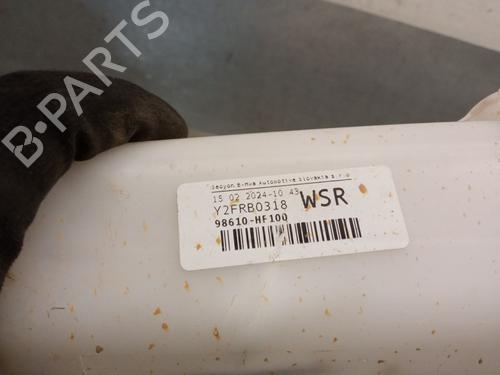 B-PARTS
Seoyon E-Hwa Automotive Slovakia s.r.o
15 02 2024-10 43
Y2FRB0318
WSR
98610-HF100